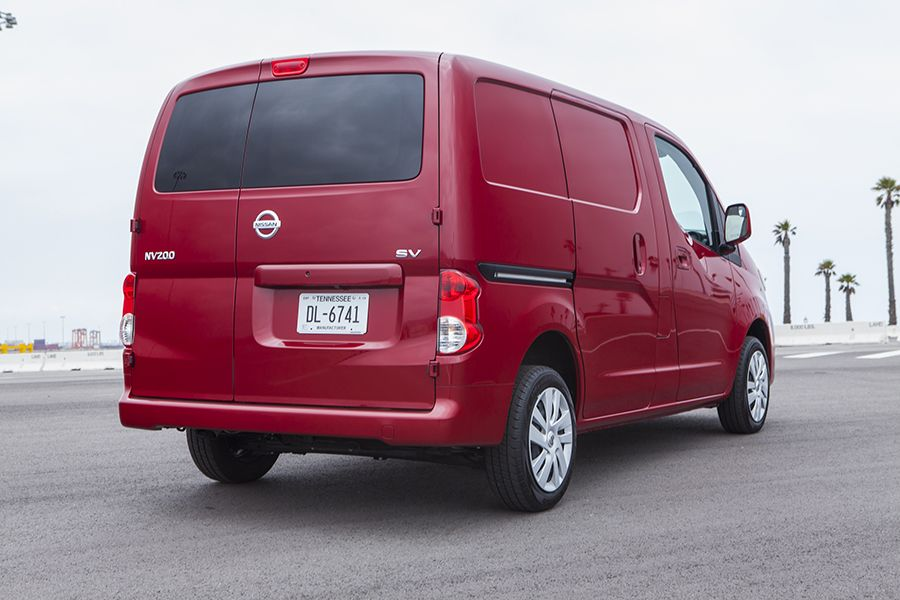 NISSAN
NV200
SV
TENNESSEE
DL-6741
MANUFACTURER